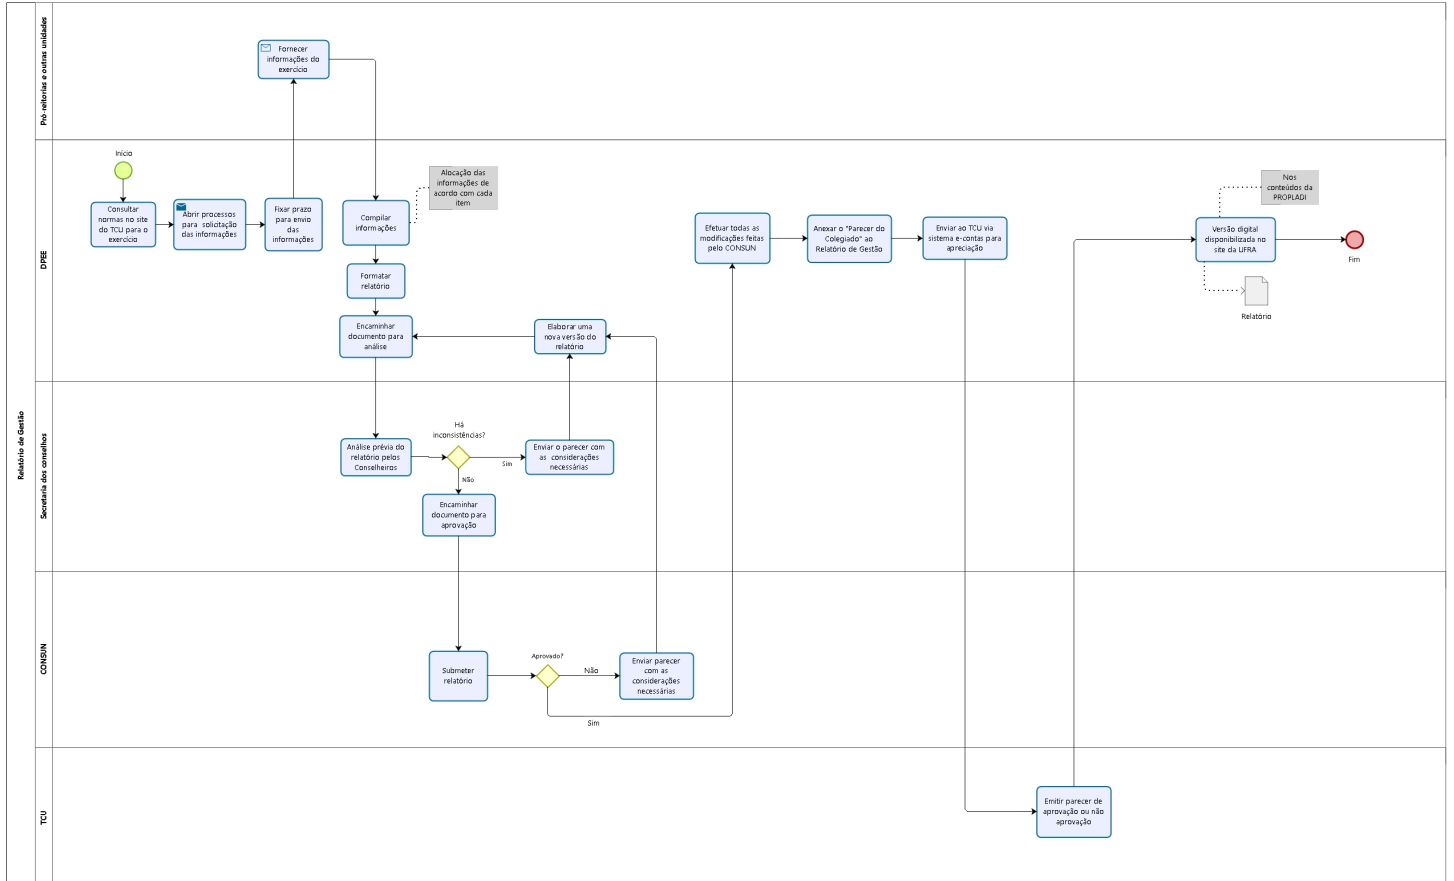 Relatório de Gestão
Pró-reitorias e outras unidades
Fornecer
informações do
exercício
DPEE
Início
Consultar
normas no site
do TCU para o
exercício
Abrir processos
para solicitação
das informações
Fixar prazo
para envio
das
informações
Compilar
informações
Alocação das
informações de
acordo com cada
item
Formatar
relatório
Encaminhar
documento para
análise
Elaborar uma
nova versão do
relatório
Efetuar todas as
modificações feitas
pelo CONSUN
Anexar o "Parecer do
Colegiado" ao
Relatório de Gestão
Enviar ao TCU via
sistema e-contas para
apreciação
Nos
conteúdos da
PROPLADI
Versão digital
disponibilizada no
site da UFRA
Fim
Relatório
Secretaria dos conselhos
Análise prévia do
relatório pelos
Conselheiros
Há
inconsistências?
Sim
Não
Enviar o parecer com
as considerações
necessárias
Encaminhar
documento para
aprovação
CONSUN
Submeter
relatório
Aprovado?
Não
Sim
Enviar parecer
com as
considerações
necessárias
TCU
Emitir parecer de
aprovação ou não
aprovação